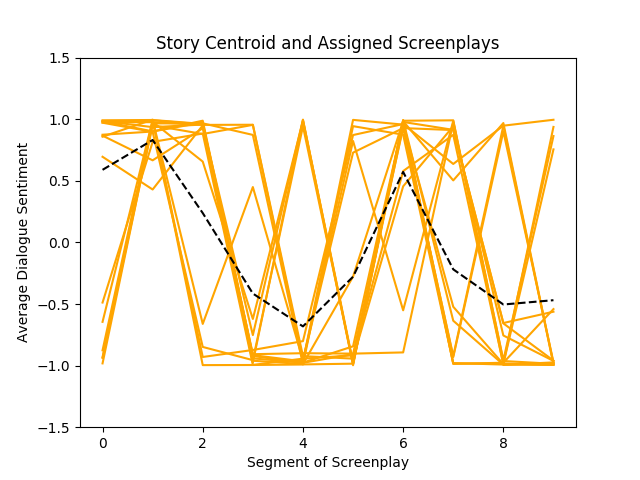 Story Centroid and Assigned Screenplays
1.5
1.0
0.5
0.0
−0.5
−1.0
−1.5
Average Dialogue Sentiment
0 2 4 6 8
Segment of Screenplay